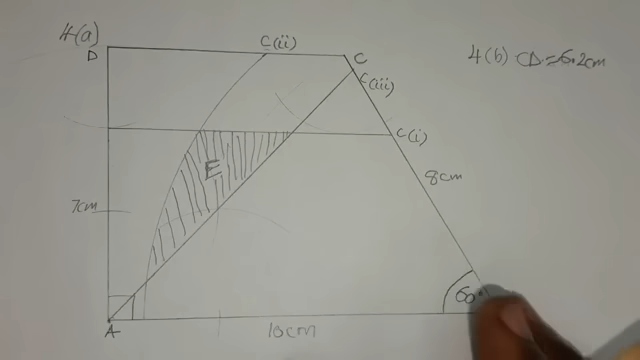 4(a)
D
C(ii)
C
C(iii)
4(b) CD = 6.2cm
C(i)
E
8cm
7cm
60°
A
10cm